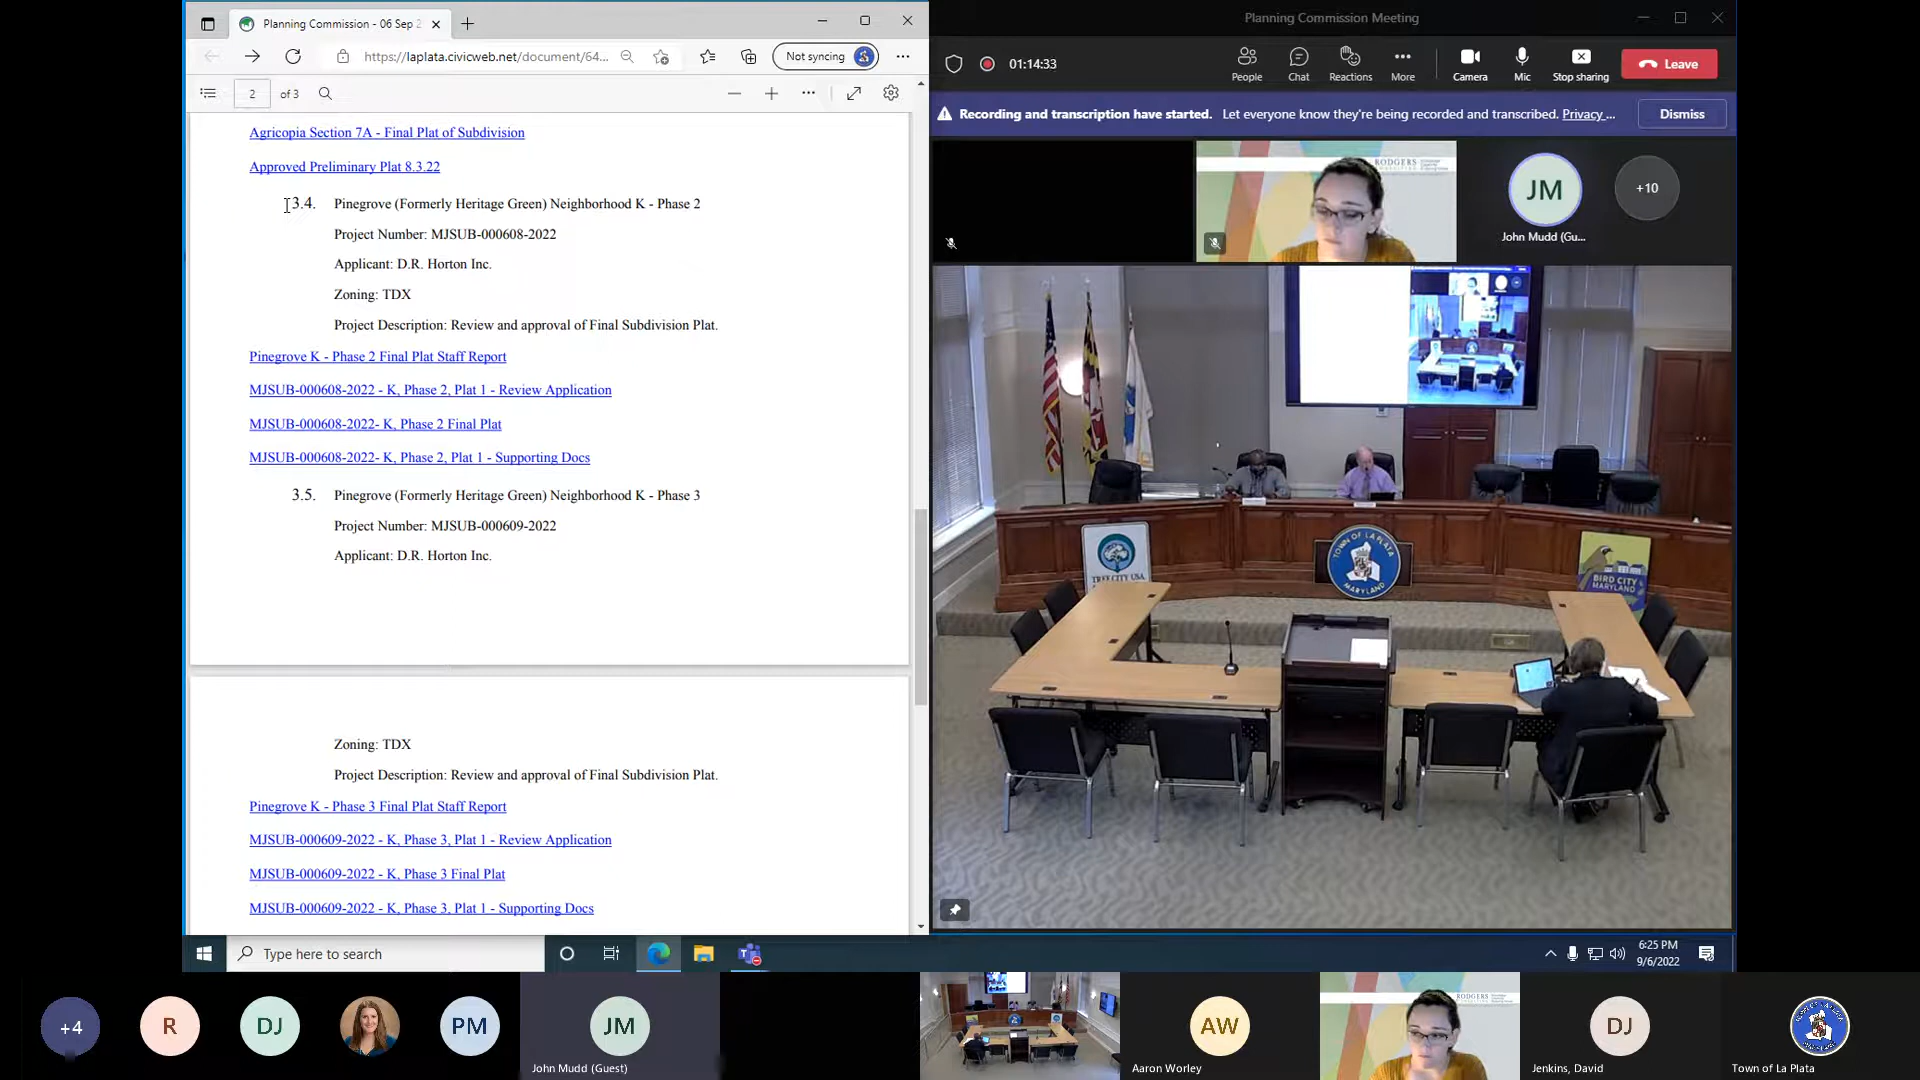 Planning Commission - 06 Sep 2
https://laplata.civicweb.net/document/64...
Not syncing
2
of 3
Agricopia Section 7A - Final Plat of Subdivision
Approved Preliminary Plat 8.3.22
3.4. Pinegrove (Formerly Heritage Green) Neighborhood K - Phase 2
Project Number: MJSUB-000608-2022
Applicant: D.R. Horton Inc.
Zoning: TDX
Project Description: Review and approval of Final Subdivision Plat.
Pinegrove K - Phase 2 Final Plat Staff Report
MJSUB-000608-2022 - K, Phase 2, Plat 1 - Review Application
MJSUB-000608-2022- K, Phase 2 Final Plat
MJSUB-000608-2022- K, Phase 2, Plat 1 - Supporting Docs
3.5. Pinegrove (Formerly Heritage Green) Neighborhood K - Phase 3
Project Number: MJSUB-000609-2022
Applicant: D.R. Horton Inc.
Zoning: TDX
Project Description: Review and approval of Final Subdivision Plat.
Pinegrove K - Phase 3 Final Plat Staff Report
MJSUB-000609-2022 - K, Phase 3, Plat 1 - Review Application
MJSUB-000609-2022 - K, Phase 3 Final Plat
MJSUB-000609-2022 - K, Phase 3, Plat 1 - Supporting Docs
Type here to search
Planning Commission Meeting
01:14:33
People
Chat
Reactions
More
Camera
Mic
Stop sharing
Leave
Recording and transcription have started. Let everyone know they're being recorded and transcribed. Privacy ...
Dismiss
RODGERS
JM
John Mudd (Gu...
+10
TREE CITY USA
TOWN OF LA PLATA
MARYLAND
BIRD CITY
MARYLAND
6:25 PM
9/6/2022
+4
R
DJ
PM
JM
John Mudd (Guest)
AW
Aaron Worley
RODGERS
DJ
Jenkins, David
Town of La Plata